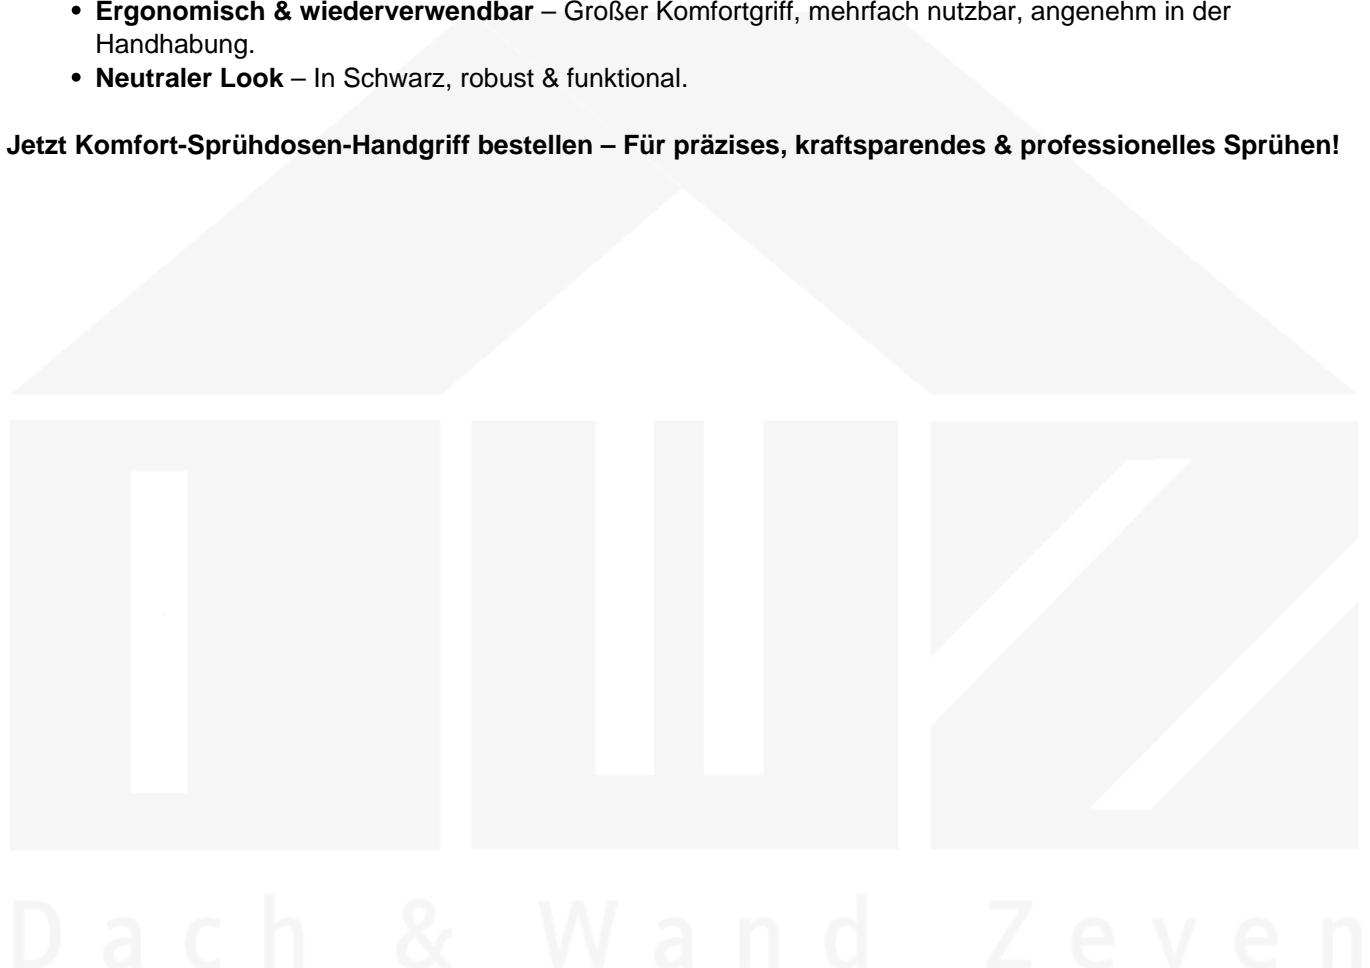 • Ergonomisch & wiederverwendbar – Großer Komfortgriff, mehrfach nutzbar, angenehm in der
Handhabung.
• Neutraler Look – In Schwarz, robust & funktional.
Jetzt Komfort-Sprühdosen-Handgriff bestellen – Für präzises, kraftsparendes & professionelles Sprühen!
Dach & Wand Zeven